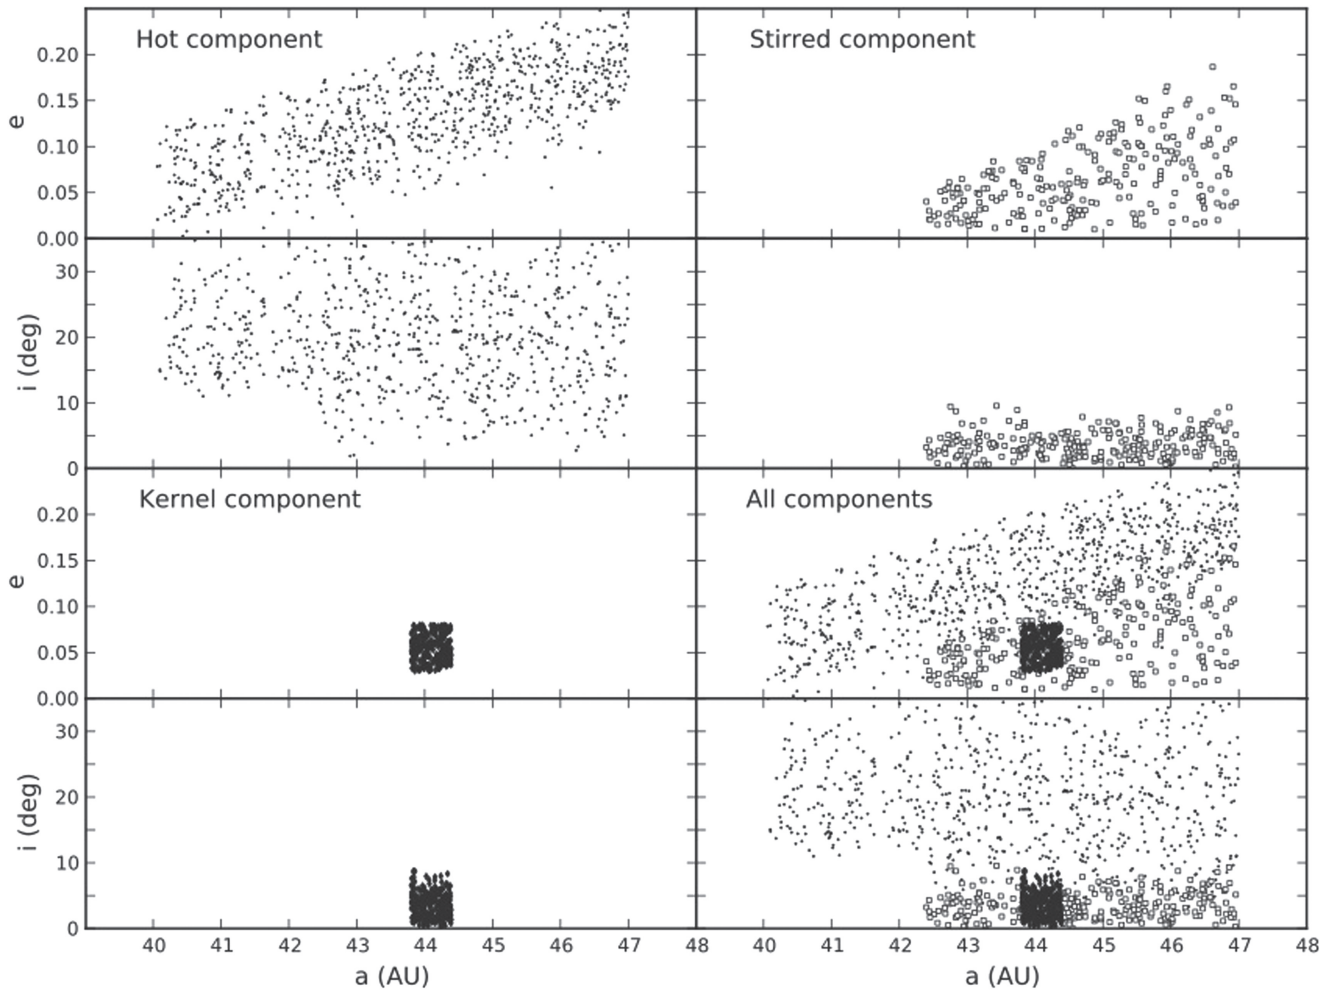 Hot component
Stirred component
e
0.20
0.15
0.10
0.05
0.00
i (deg)
30
20
10
0
Kernel component
All components
e
0.20
0.15
0.10
0.05
0.00
i (deg)
30
20
10
0
40 41 42 43 44 45 46 47 48 40 41 42 43 44 45 46 47 48
a (AU) a (AU)